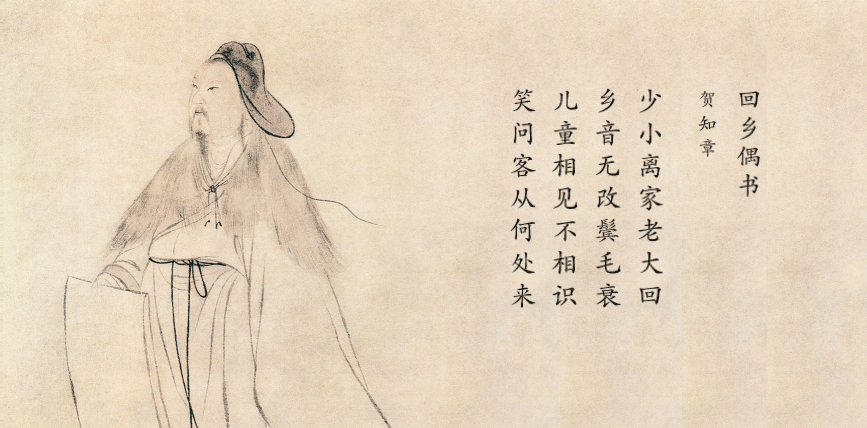 回乡偶书
贺知章
少小离家老大回
乡音无改鬓毛衰
儿童相见不相识
笑问客从何处来